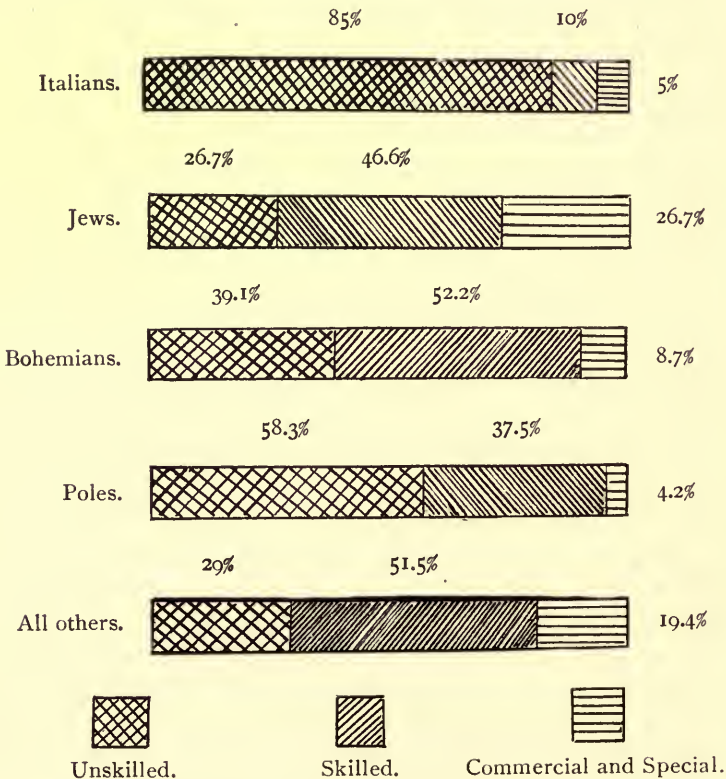 85% 10%
Italians. 5%
26.7% 46.6%
Jews. 26.7%
39.1% 52.2%
Bohemians. 8.7%
58.3% 37.5%
Poles. 4.2%
29% 51.5%
All others. 19.4%
Unskilled. Skilled. Commercial and Special.